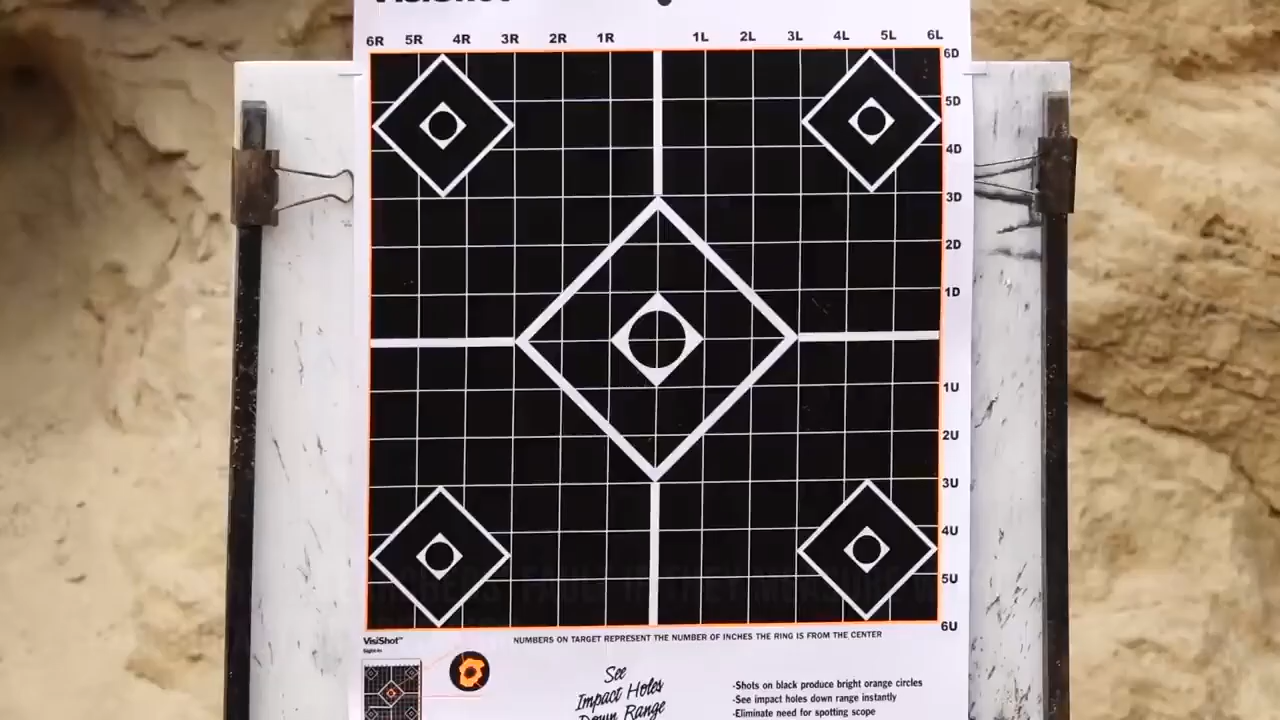 VisiShot
6R 5R 4R 3R 2R 1R 1L 2L 3L 4L 5L 6L
6D
5D
4D
3D
2D
1D
1U
2U
3U
4U
5U
6U
VisiShot™
Sight-In
NUMBERS ON TARGET REPRESENT THE NUMBER OF INCHES THE RING IS FROM THE CENTER
See
Impact Holes
Down Range
-Shots on black produce bright orange circles
-See impact holes down range instantly
-Eliminate need for spotting scope